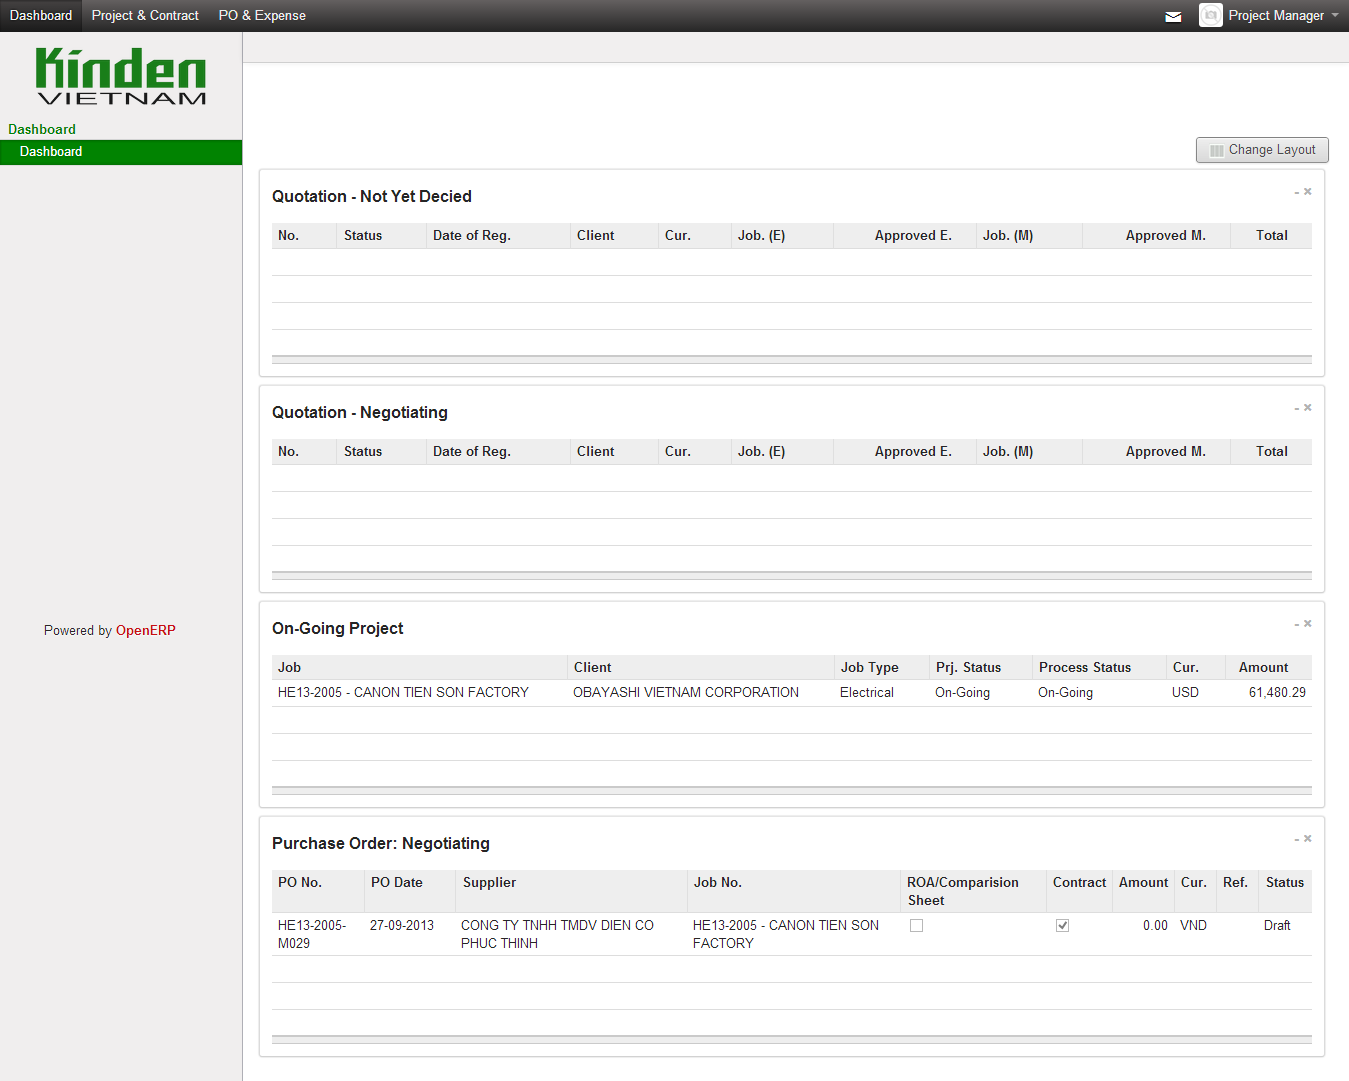 Dashboard Project & Contract PO & Expense Project Manager
Kinden
VIETNAM
Dashboard
Dashboard
Powered by OpenERP
Change Layout
Quotation - Not Yet Decied - ×
No. Status Date of Reg. Client Cur. Job. (E) Approved E. Job. (M) Approved M. Total
Quotation - Negotiating - ×
No. Status Date of Reg. Client Cur. Job. (E) Approved E. Job. (M) Approved M. Total
On-Going Project - ×
Job Client Job Type Prj. Status Process Status Cur. Amount
HE13-2005 - CANON TIEN SON FACTORY OBAYASHI VIETNAM CORPORATION Electrical On-Going On-Going USD 61,480.29
Purchase Order: Negotiating - ×
PO No. PO Date Supplier Job No. ROA/Comparision Contract Amount Cur. Ref. Status
Sheet
HE13-2005- 27-09-2013 CONG TY TNHH TMDV DIEN CO HE13-2005 - CANON TIEN SON 0.00 VND Draft
M029 PHUC THINH FACTORY